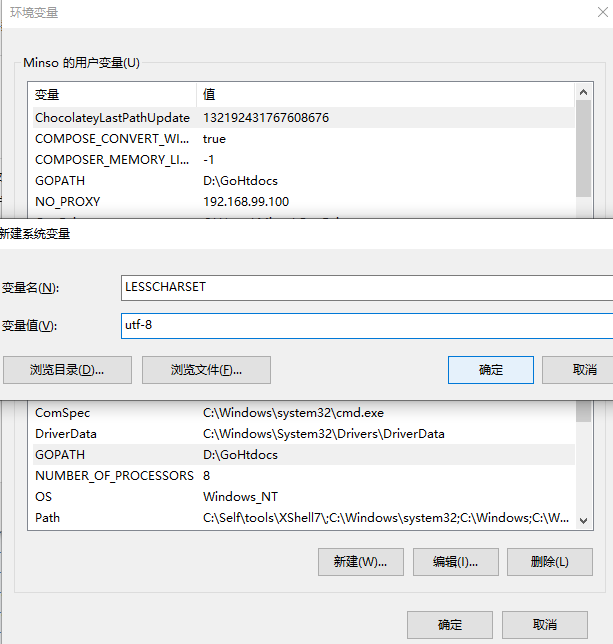 环境变量
Minso 的用户变量(U)
变量 值
ChocolateyLastPathUpdate 132192431767608676
COMPOSE_CONVERT_WI... true
COMPOSER_MEMORY_LI... -1
GOPATH D:\GoHtdocs
NO_PROXY 192.168.99.100
新建系统变量
变量名(N): LESSCHARSET
变量值(V): utf-8
浏览目录(D)... 浏览文件(F)... 确定 取消
ComSpec C:\Windows\system32\cmd.exe
DriverData C:\Windows\System32\Drivers\DriverData
GOPATH D:\GoHtdocs
NUMBER_OF_PROCESSORS 8
OS Windows_NT
Path C:\Self\tools\XShell7\;C:\Windows\system32;C:\Windows;C:\W...
新建(W)... 编辑(I)... 删除(L)
确定 取消